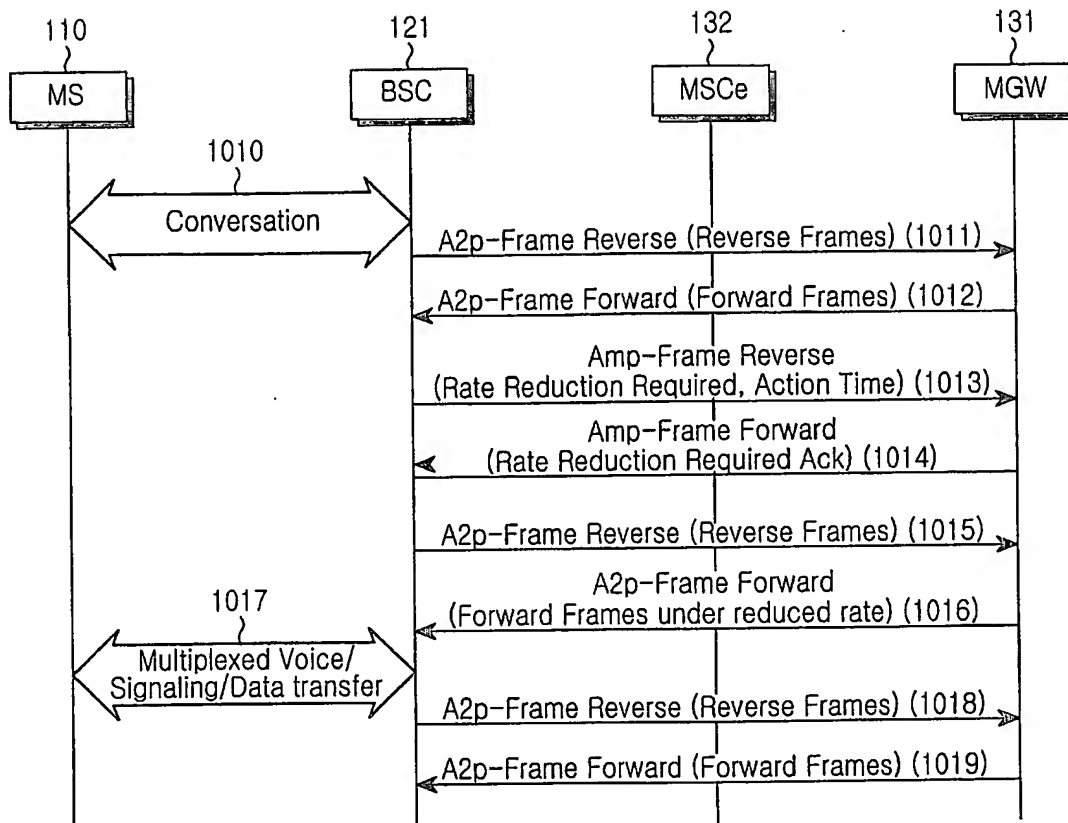 110
121
132
131
MS
BSC
MSCe
MGW
1010
Conversation
A2p-Frame Reverse (Reverse Frames) (1011)
A2p-Frame Forward (Forward Frames) (1012)
Amp-Frame Reverse
(Rate Reduction Required, Action Time) (1013)
Amp-Frame Forward
(Rate Reduction Required Ack) (1014)
A2p-Frame Reverse (Reverse Frames) (1015)
A2p-Frame Forward
(Forward Frames under reduced rate) (1016)
1017
Multiplexed Voice/
Signaling/Data transfer
A2p-Frame Reverse (Reverse Frames) (1018)
A2p-Frame Forward (Forward Frames) (1019)